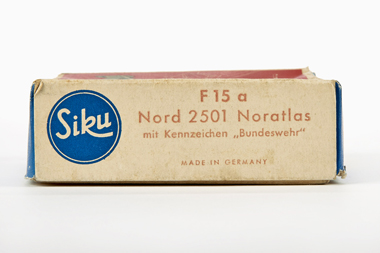 Siku
F 15 a
Nord 2501 Noratlas
mit Kennzeichen „Bundeswehr“
MADE IN GERMANY